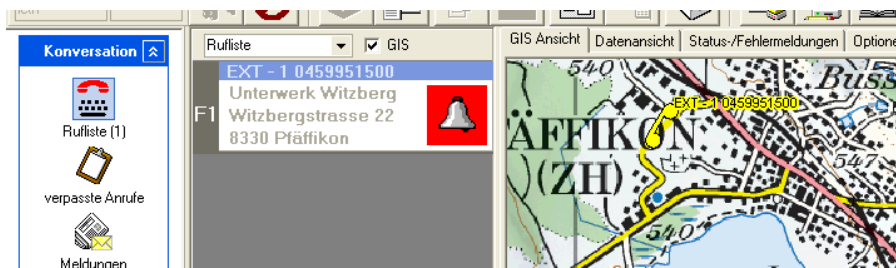 Konversation
Rufliste (1)
verpasste Anrufe
Meldungen
Rufliste
GIS
EXT - 1 0459951500
F1
Unterwerk Witzberg
Witzbergstrasse 22
8330 Pfäffikon
GIS Ansicht
Datenansicht
Status-/Fehlermeldungen
Optione
540
Buss
EXT - 1 0459951500
ÄFFIKON
(ZH)
547
540